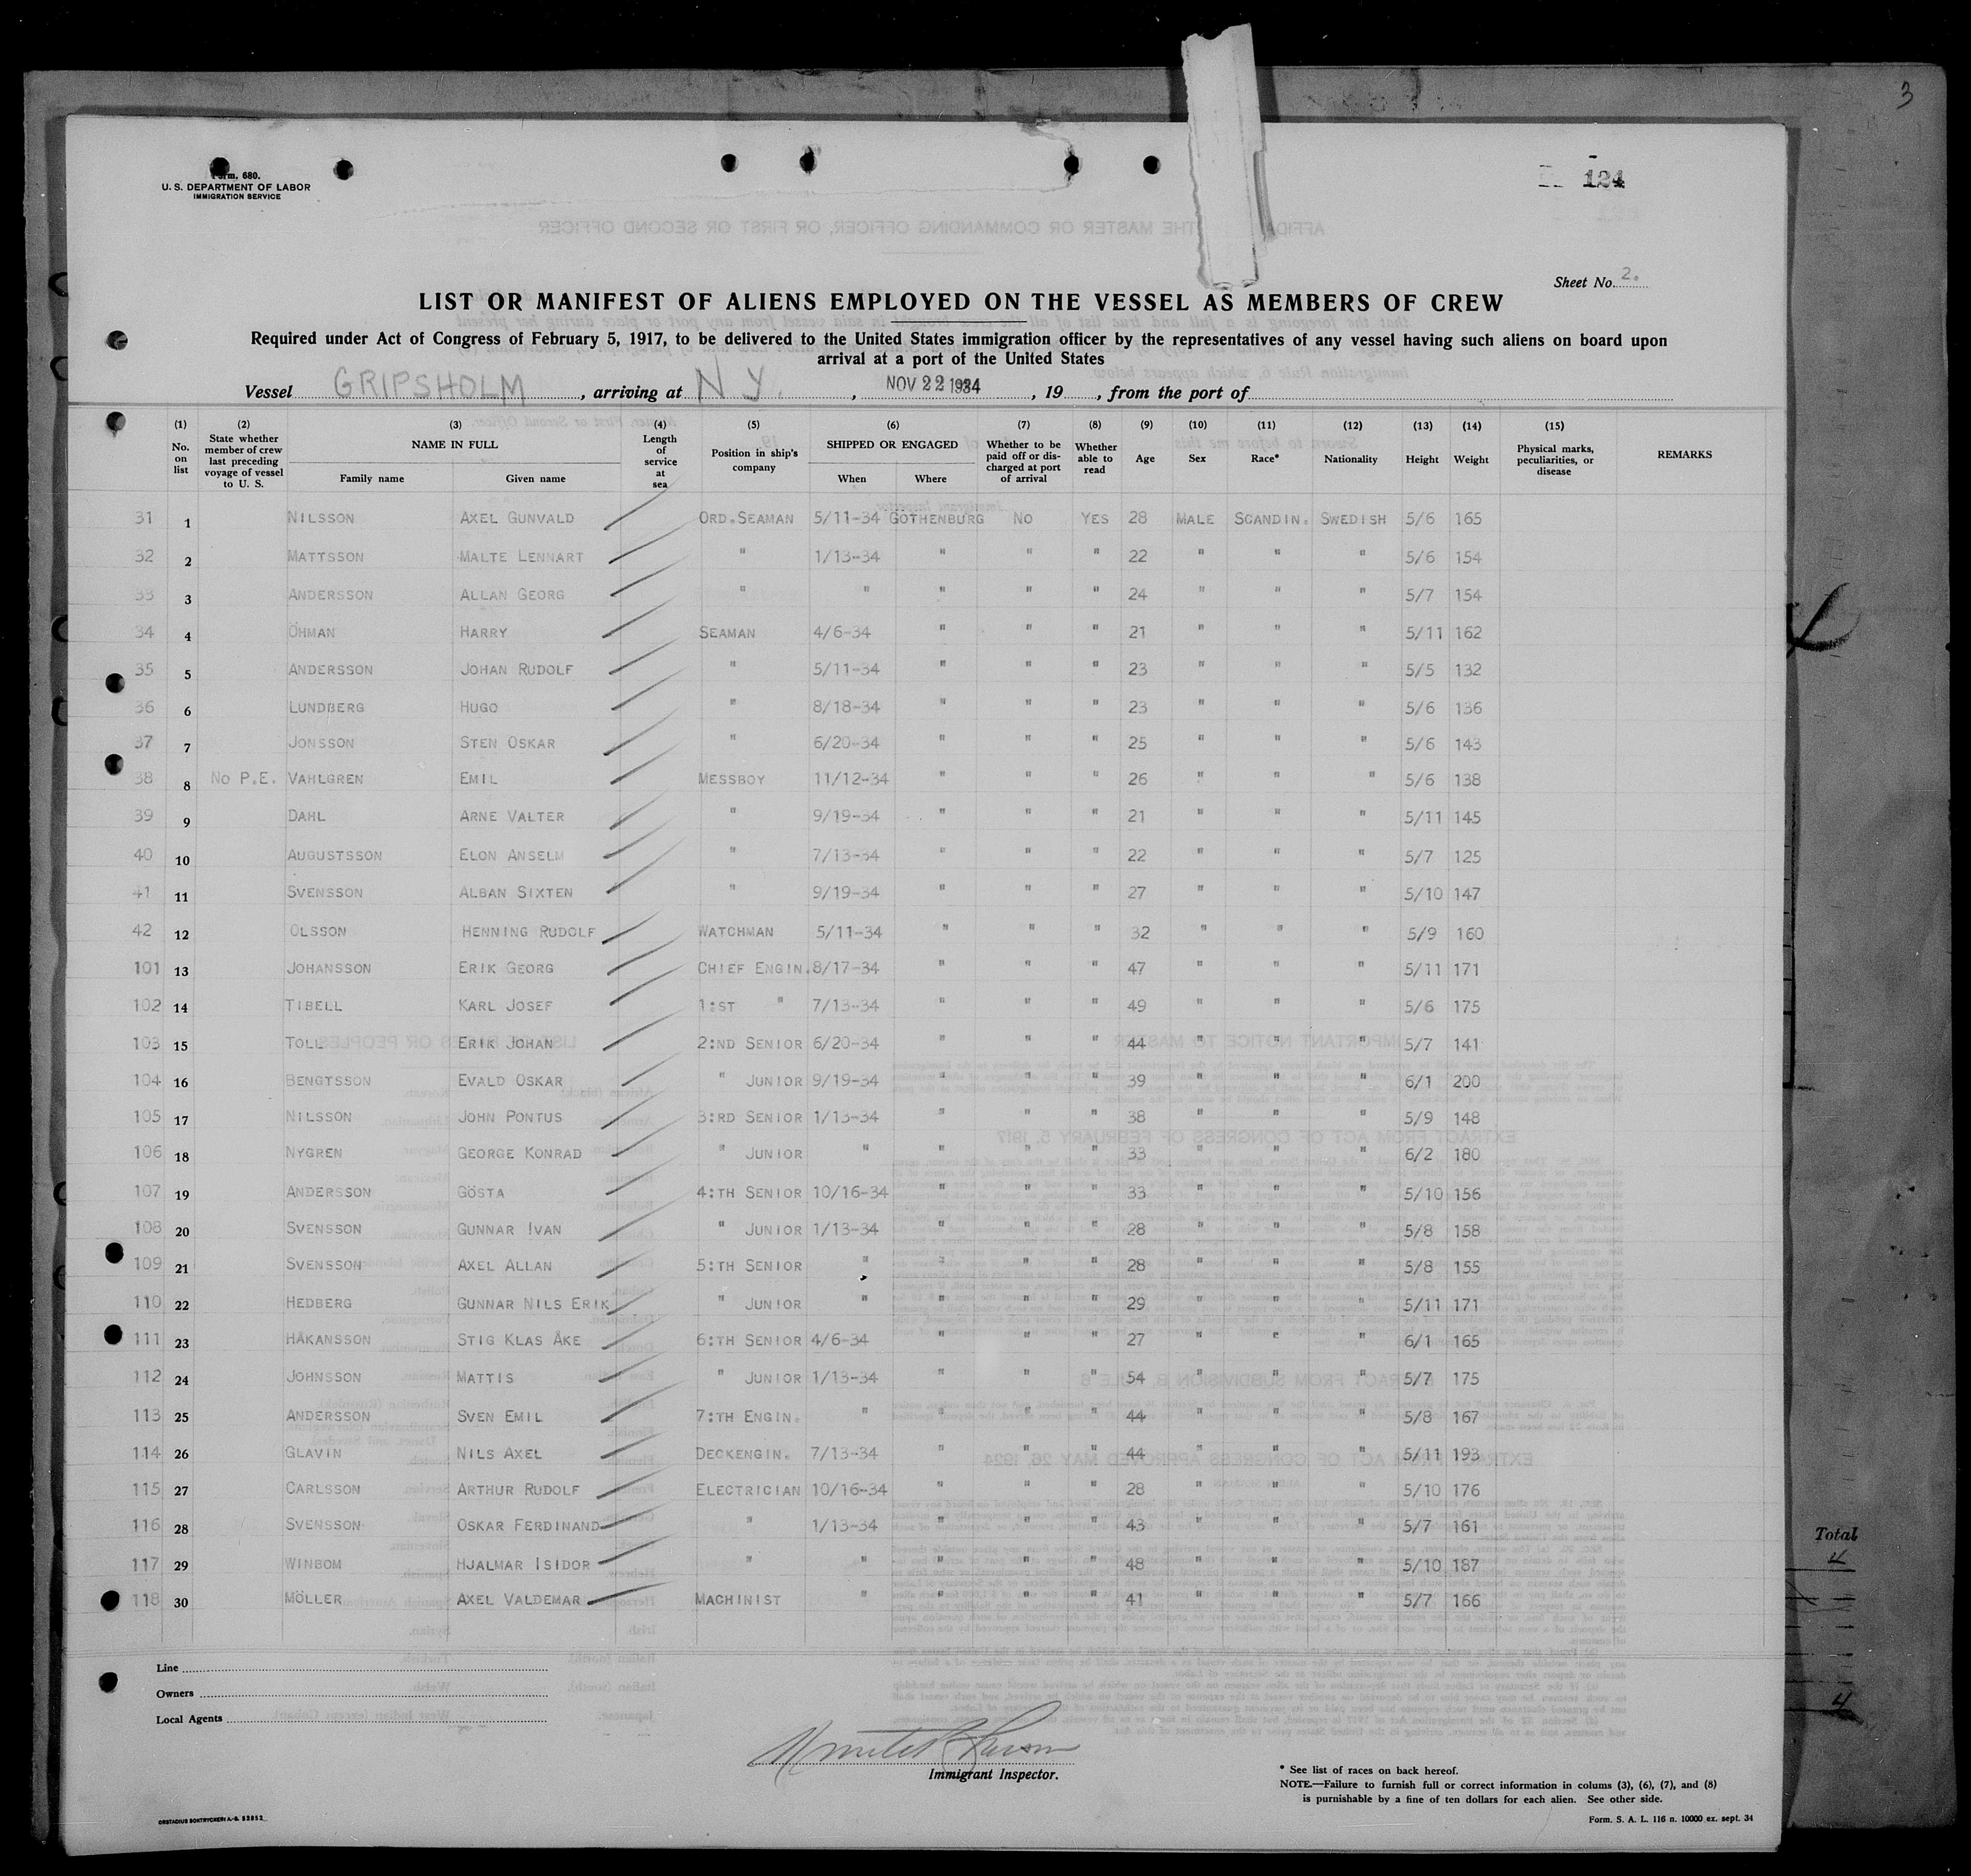 3
Form. 680.
U. S. DEPARTMENT OF LABOR
IMMIGRATION SERVICE
124
Sheet No. 2.
LIST OR MANIFEST OF ALIENS EMPLOYED ON THE VESSEL AS MEMBERS OF CREW
Required under Act of Congress of February 5, 1917, to be delivered to the United States immigration officer by the representatives of any vessel having such aliens on board upon
arrival at a port of the United States
Vessel GRIPSHOLM, arriving at N Y., NOV 22 1934, 19, from the port of
(1) No. on list (2) State whether member of crew last preceding voyage of vessel to U. S. (3) NAME IN FULL Family name Given name (4) Length of service at sea (5) Position in ship's company (6) SHIPPED OR ENGAGED When Where (7) Whether to be paid off or discharged at port of arrival (8) Whether able to read (9) Age (10) Sex (11) Race* (12) Nationality (13) Height (14) Weight (15) Physical marks, peculiarities, or disease REMARKS
31 1 NILSSON AXEL GUNVALD ORD.SEAMAN 5/11-34 GOTHENBURG NO YES 28 MALE SCANDIN. SWEDISH 5/6 165
32 2 MATTSSON MALTE LENNART " 1/13-34 " " " 22 " " " 5/6 154
33 3 ANDERSSON ALLAN GEORG " " " " " 24 " " " 5/7 154
34 4 ÖHMAN HARRY SEAMAN 4/6-34 " " " 21 " " " 5/11 162
35 5 ANDERSSON JOHAN RUDOLF " 5/11-34 " " " 23 " " " 5/5 132
36 6 LUNDBERG HUGO " 8/18-34 " " " 23 " " " 5/6 136
37 7 JONSSON STEN OSKAR " 6/20-34 " " " 25 " " " 5/6 143
38 8 NO P.E. VAHLGREN EMIL MESSBOY 11/12-34 " " " 26 " " " 5/6 138
39 9 DAHL ARNE VALTER " 9/19-34 " " " 21 " " " 5/11 145
40 10 AUGUSTSSON ELON ANSELM " 7/13-34 " " " 22 " " " 5/7 125
41 11 SVENSSON ALBAN SIXTEN " 9/19-34 " " " 27 " " " 5/10 147
42 12 OLSSON HENNING RUDOLF WATCHMAN 5/11-34 " " " 32 " " " 5/9 160
101 13 JOHANSSON ERIK GEORG CHIEF ENGIN. 8/17-34 " " " 47 " " " 5/11 171
102 14 TIBELL KARL JOSEF 1:ST " 7/13-34 " " " 49 " " " 5/6 175
103 15 TOLL ERIK JOHAN 2:ND SENIOR 6/20-34 " " " 44 " " " 5/7 141
104 16 BENGTSSON EVALD OSKAR " JUNIOR 9/19-34 " " " 39 " " " 6/1 200
105 17 NILSSON JOHN PONTUS 3:RD SENIOR 1/13-34 " " " 38 " " " 5/9 148
106 18 NYGREN GEORGE KONRAD " JUNIOR " " " " 33 " " " 6/2 180
107 19 ANDERSSON GÖSTA 4:TH SENIOR 10/16-34 " " " 33 " " " 5/10 156
108 20 SVENSSON GUNNAR IVAN " JUNIOR 1/13-34 " " " 28 " " " 5/8 158
109 21 SVENSSON AXEL ALLAN 5:TH SENIOR " " " " 28 " " " 5/8 155
110 22 HEDBERG GUNNAR NILS ERIK " JUNIOR " " " " 29 " " " 5/11 171
111 23 HÅKANSSON STIG KLAS ÅKE 6:TH SENIOR 4/6-34 " " " 27 " " " 6/1 165
112 24 JOHNSSON MATTIS " JUNIOR 1/13-34 " " " 54 " " " 5/7 175
113 25 ANDERSSON SVEN EMIL 7:TH ENGIN. " " " " 44 " " " 5/8 167
114 26 GLAVIN NILS AXEL DECKENGIN. 7/13-34 " " " 44 " " " 5/11 193
115 27 CARLSSON ARTHUR RUDOLF ELECTRICIAN 10/16-34 " " " 28 " " " 5/10 176
116 28 SVENSSON OSKAR FERDINAND " 1/13-34 " " " 43 " " " 5/7 161
117 29 WINBOM HJALMAR ISIDOR " " " " " 48 " " " 5/10 187
118 30 MÖLLER AXEL VALDEMAR MACHINIST " " " " 41 " " " 5/7 166
Total
4
4
Line
Owners
Local Agents
Immigrant Inspector.
* See list of races on back hereof.
NOTE.—Failure to furnish full or correct information in colums (3), (6), (7), and (8)
is punishable by a fine of ten dollars for each alien. See other side.
Form. S. A. L. 116 n. 10000 ex. sept. 34